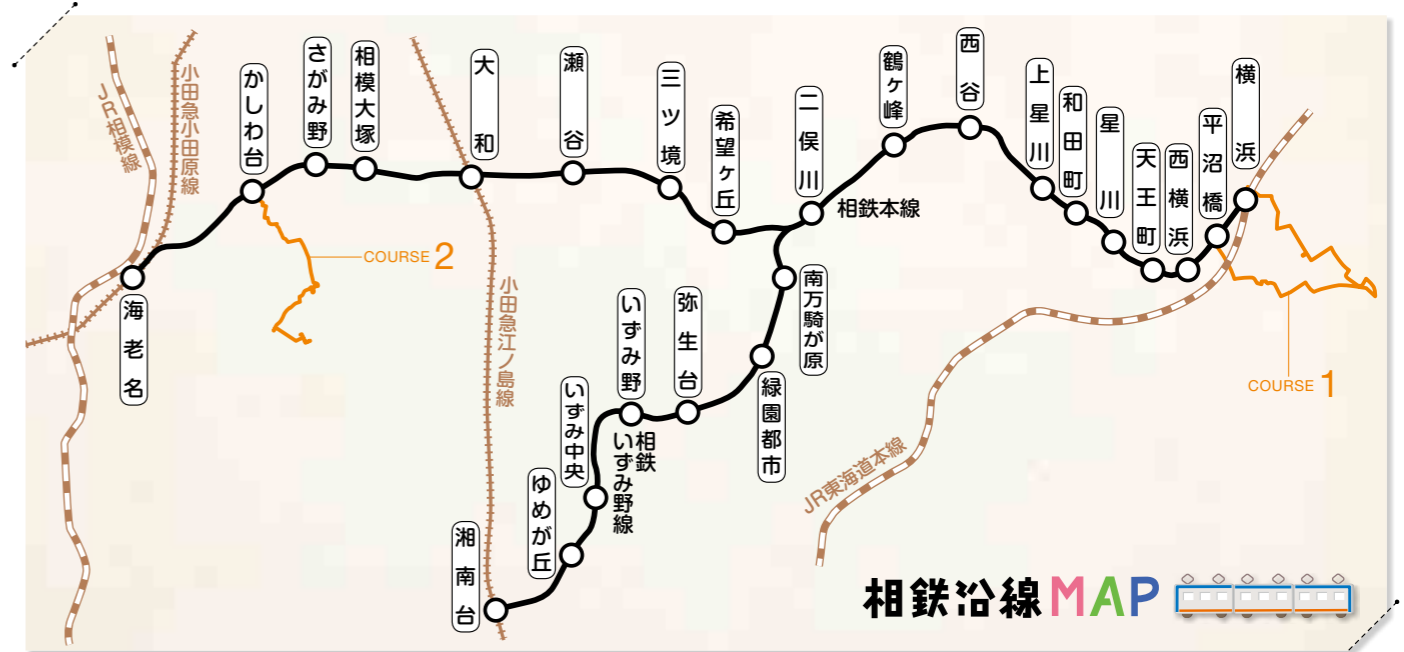 JR相模線
小田急小田原線
かしわ台
さがみ野
相模大塚
大和
瀬谷
三ツ境
希望ヶ丘
二俣川
鶴ヶ峰
西谷
上星川
和田町
星川
天王町
西横浜
平沼橋
横浜
相鉄本線
COURSE 2
海老名
小田急江ノ島線
いずみ野
弥生台
南万騎が原
緑園都市
いずみ中央
相鉄
いずみ野線
ゆめが丘
湘南台
COURSE 1
JR東海道本線
相鉄沿線MAP